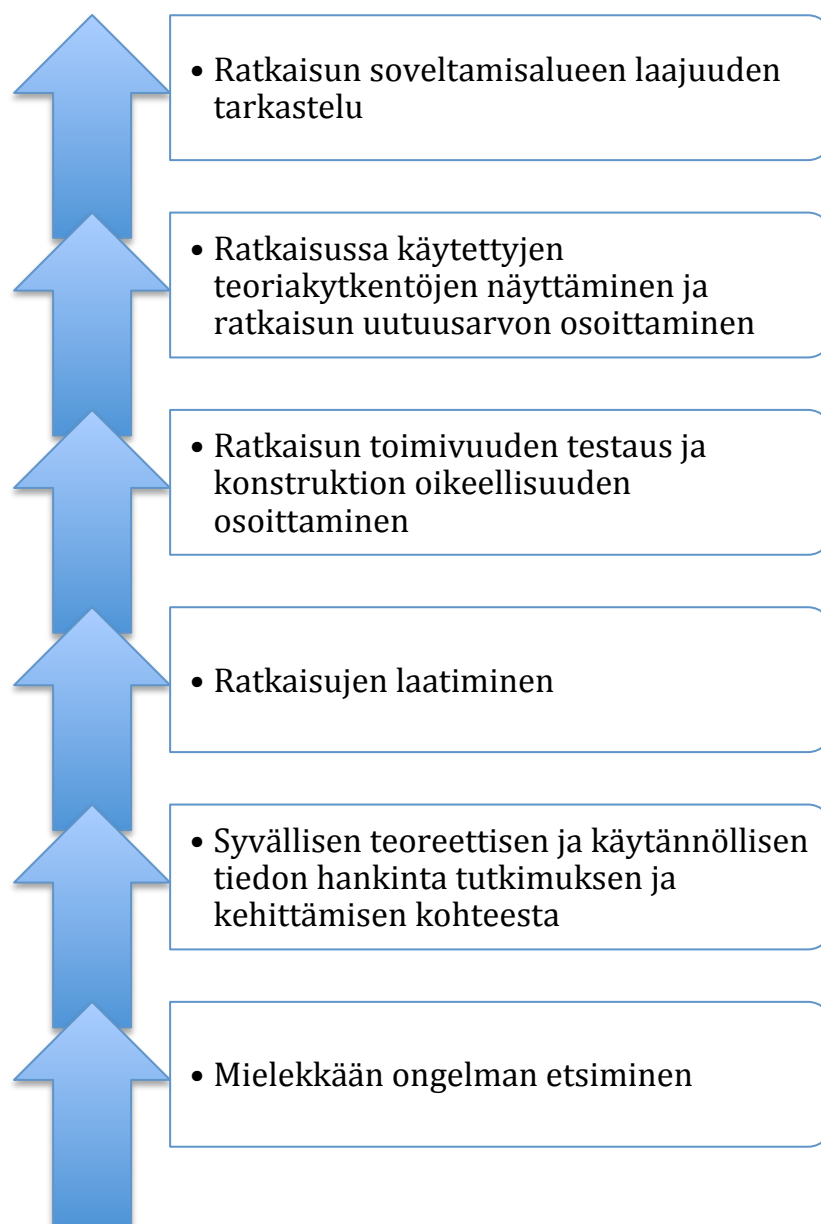 • Ratkaisun soveltamisalueen laajuuden
tarkastelu
• Ratkaisussa käytettyjen
teoriakytkentöjen näyttäminen ja
ratkaisun uutuusarvon osoittaminen
• Ratkaisun toimivuuden testaus ja
konstruktion oikeellisuuden
osoittaminen
• Ratkaisujen laatiminen
• Syvällisen teoreettisen ja käytännöllisen
tiedon hankinta tutkimuksen ja
kehittämisen kohteesta
• Mielekkään ongelman etsiminen